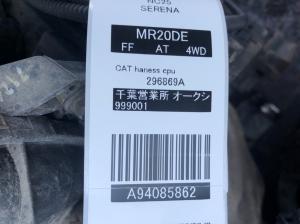 NC25
SERENA
MR20DE
FF AT 4WD
CAT haness cpu
296869A
千葉営業所 オークシ
999001
A94085862